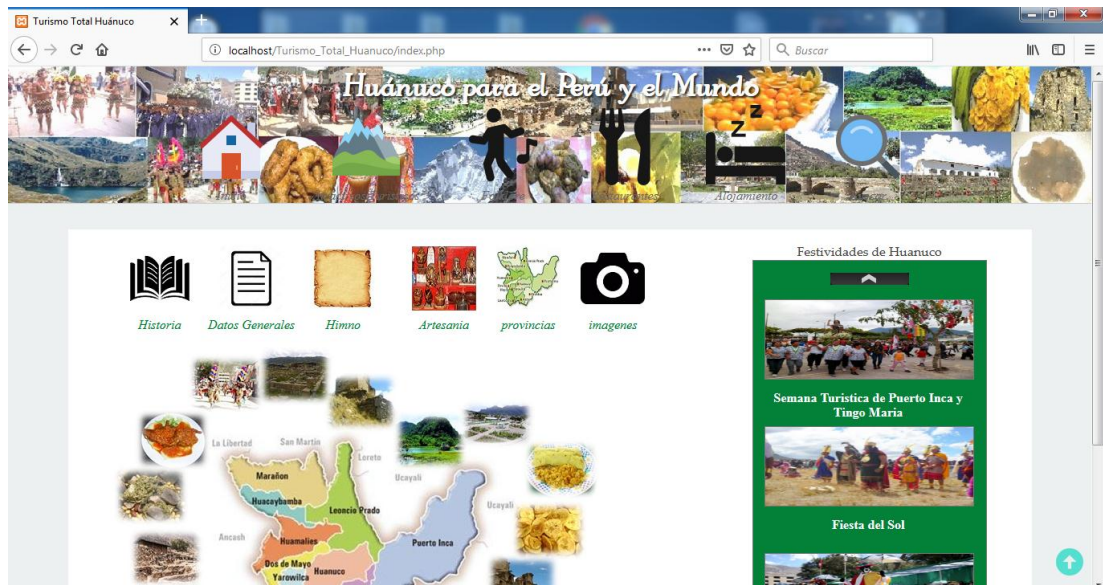 Turismo Total Huánuco
localhost/Turismo_Total_Huanuco/index.php
Buscar
Huánuco para el Perú y el Mundo
Inicio
Alojamiento
Historia
Datos Generales
Himno
Artesania
provincias
imagenes
Festividades de Huanuco
Semana Turistica de Puerto Inca y
Tingo Maria
Fiesta del Sol
La Libertad
San Martin
Loreto
Ucayali
Marañon
Huacaybamba
Leoncio Prado
Ucayali
Ancash
Huamalies
Puerto Inca
Dos de Mayo
Yarowilca
Huanuco